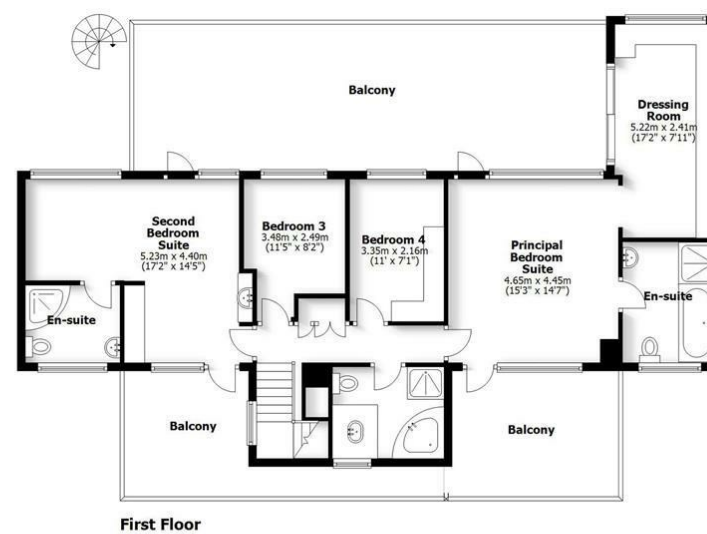 Balcony
Dressing
Room
5.22m x 2.41m
(17'2" x 7'11")
Second
Bedroom
Suite
5.23m x 4.40m
(17'2" x 14'5")
Bedroom 3
3.48m x 2.49m
(11'5" x 8'2")
Bedroom 4
3.35m x 2.16m
(11' x 7'1")
Principal
Bedroom
Suite
4.65m x 4.45m
(15'3" x 14'7")
En-suite
En-suite
Balcony
Balcony
First Floor